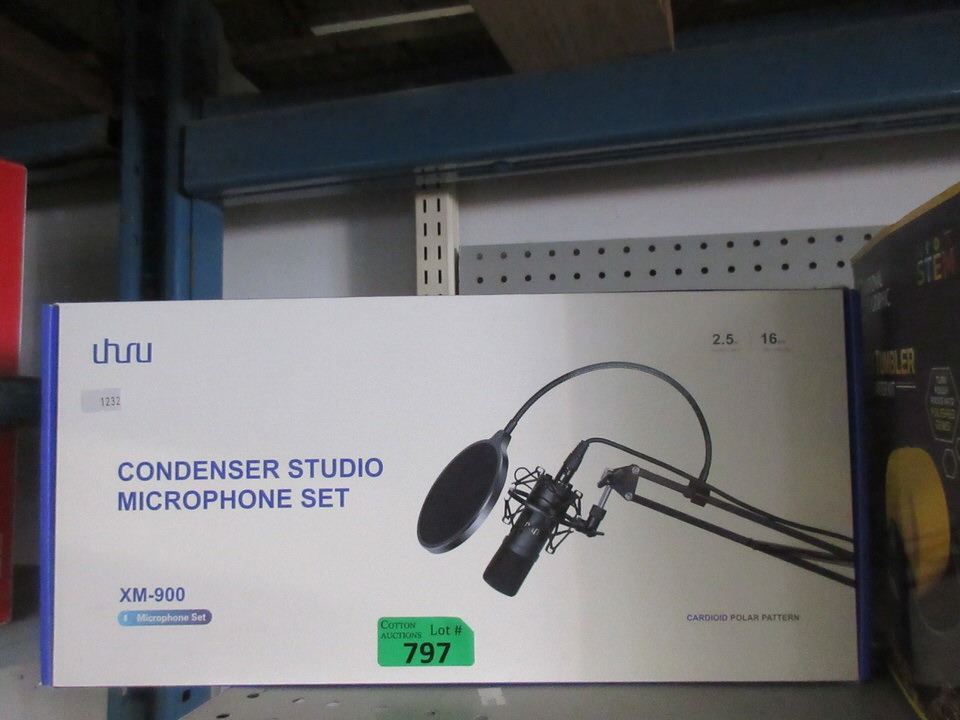 uhuru
2.5
16
1232
CONDENSER STUDIO
MICROPHONE SET
XM-900
Microphone Set
COTTON
AUCTIONS Lot #
797
CARDIOID POLAR PATTERN
STEM
TUMBLER